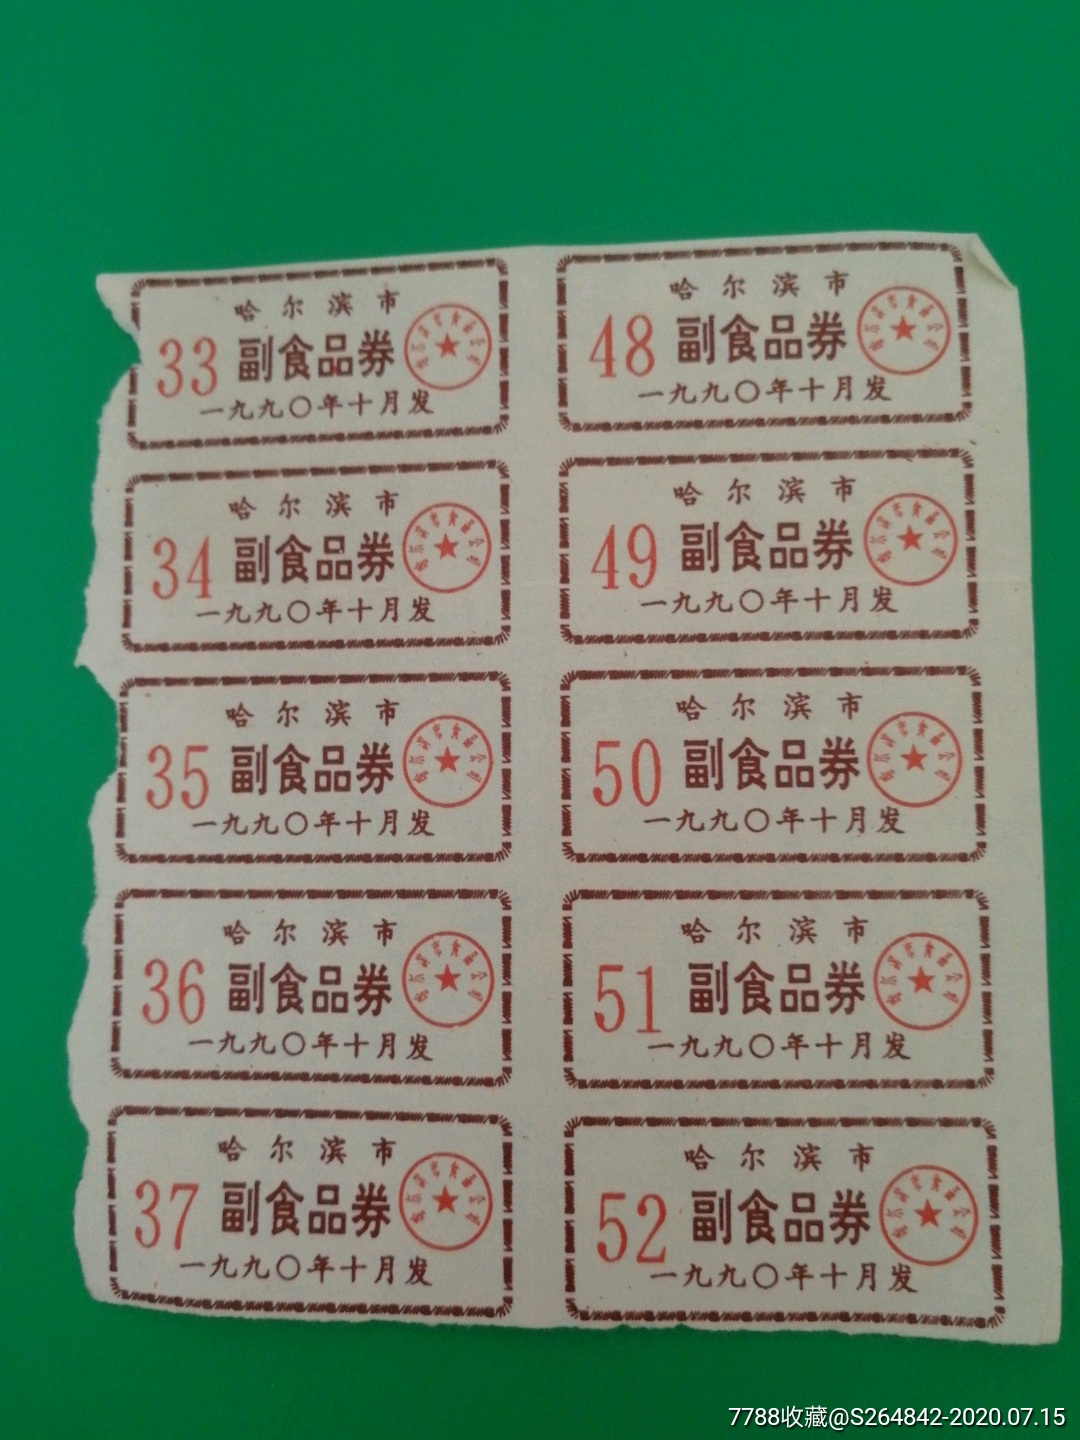 哈尔滨市
33 副食品券
一九九〇年十月发
哈尔滨市
48 副食品券
一九九〇年十月发
哈尔滨市
34 副食品券
一九九〇年十月发
哈尔滨市
49 副食品券
一九九〇年十月发
哈尔滨市
35 副食品券
一九九〇年十月发
哈尔滨市
50 副食品券
一九九〇年十月发
哈尔滨市
36 副食品券
一九九〇年十月发
哈尔滨市
51 副食品券
一九九〇年十月发
哈尔滨市
37 副食品券
一九九〇年十月发
哈尔滨市
52 副食品券
一九九〇年十月发
7788收藏@S264842-2020.07.15